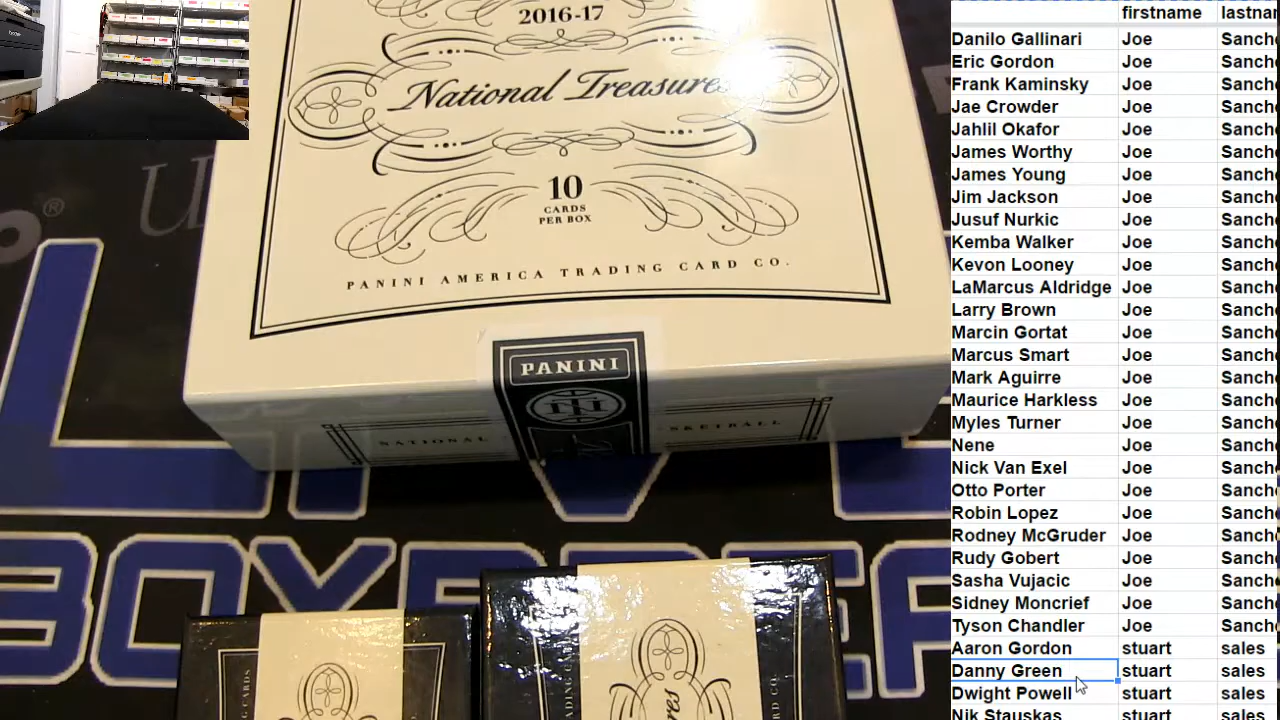 2016-17
National Treasures
10
CARDS
PER BOX
PANINI AMERICA TRADING CARD CO.
PANINI
NATIONAL
firstname
Danilo Gallinari Joe
Eric Gordon Joe
Frank Kaminsky Joe
Jae Crowder Joe
Jahlil Okafor Joe
James Worthy Joe
James Young Joe
Jim Jackson Joe
Jusuf Nurkic Joe
Kemba Walker Joe
Kevon Looney Joe
LaMarcus Aldridge Joe
Larry Brown Joe
Marcin Gortat Joe
Marcus Smart Joe
Mark Aguirre Joe
Maurice Harkless Joe
Myles Turner Joe
Nene Joe
Nick Van Exel Joe
Otto Porter Joe
Robin Lopez Joe
Rodney McGruder Joe
Rudy Gobert Joe
Sasha Vujacic Joe
Sidney Moncrief Joe
Tyson Chandler Joe
Aaron Gordon stuart sales
Danny Green stuart sales
Dwight Powell stuart sales
Nik Stauskas stuart sales